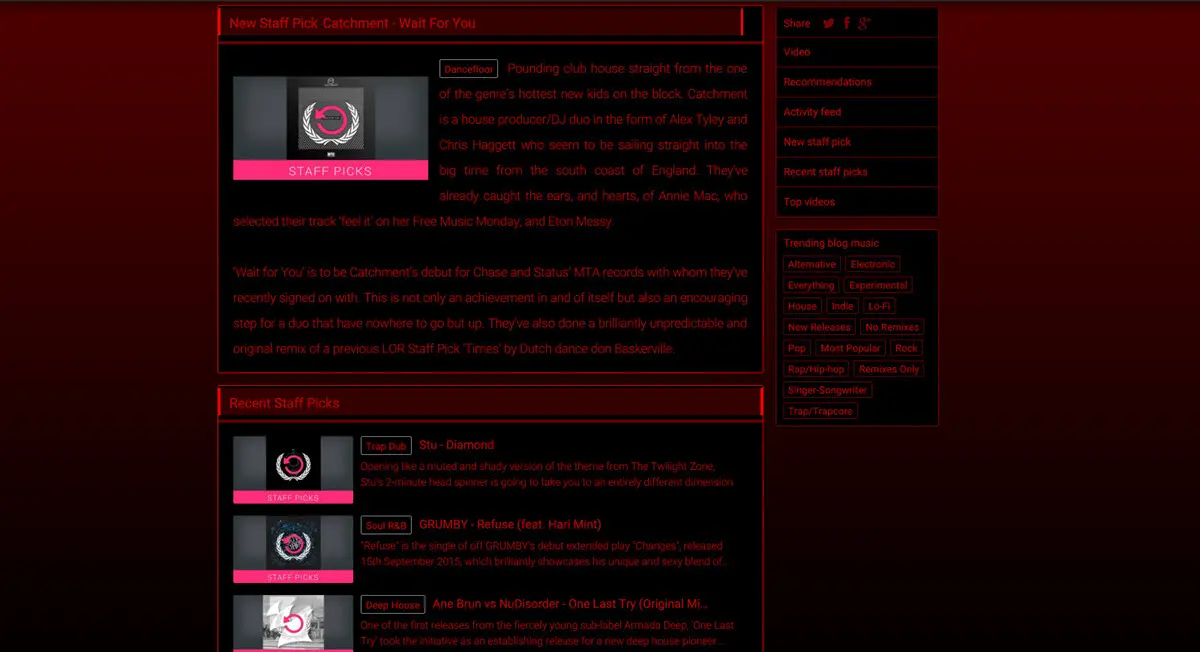 New Staff Pick Catchment - Wait For You
Dancefloor Pounding club house straight from the one
of the genre's hottest new kids on the block. Catchment
is a house producer/DJ duo in the form of Alex Tyley and
Chris Haggett who seem to be sailing straight into the
big time from the south coast of England. They've
already caught the ears, and hearts, of Annie Mac, who
selected their track 'feel it' on her Free Music Monday, and Eton Messy.
STAFF PICKS
'Wait for You' is to be Catchment's debut for Chase and Status' MTA records with whom they've
recently signed on with. This is not only an achievement in and of itself but also an encouraging
step for a duo that have nowhere to go but up. They've also done a brilliantly unpredictable and
original remix of a previous LOR Staff Pick 'Times' by Dutch dance don Baskerville.
Recent Staff Picks
Trap Dub Stu - Diamond
Opening like a muted and shady version of the theme from The Twilight Zone,
Stu's 2-minute head spinner is going to take you to an entirely different dimension
STAFF PICKS
Soul R&B GRUMBY - Refuse (feat. Hari Mint)
"Refuse" is the single of off GRUMBY's debut extended play "Changes", released
15th September 2015, which brilliantly showcases his unique and sexy blend of...
STAFF PICKS
Deep House Ane Brun vs NuDisorder - One Last Try (Original Mi...
One of the first releases from the fiercely young sub-label Armada Deep, 'One Last
Try' took the initiative as an establishing release for a new deep house pioneer...
Share
Video
Recommendations
Activity feed
New staff pick
Recent staff picks
Top videos
Trending blog music
Alternative Electronic
Everything Experimental
House Indie Lo-Fi
New Releases No Remixes
Pop Most Popular Rock
Rap/Hip-hop Remixes Only
Singer-Songwriter
Trap/Trapcore